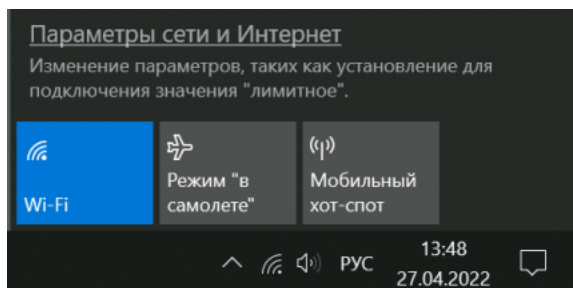 Параметры сети и Интернет
Изменение параметров, таких как установление для
подключения значения "лимитное".
Wi-Fi
Режим "в
самолете"
Мобильный
хот-спот
РУС
13:48
27.04.2022